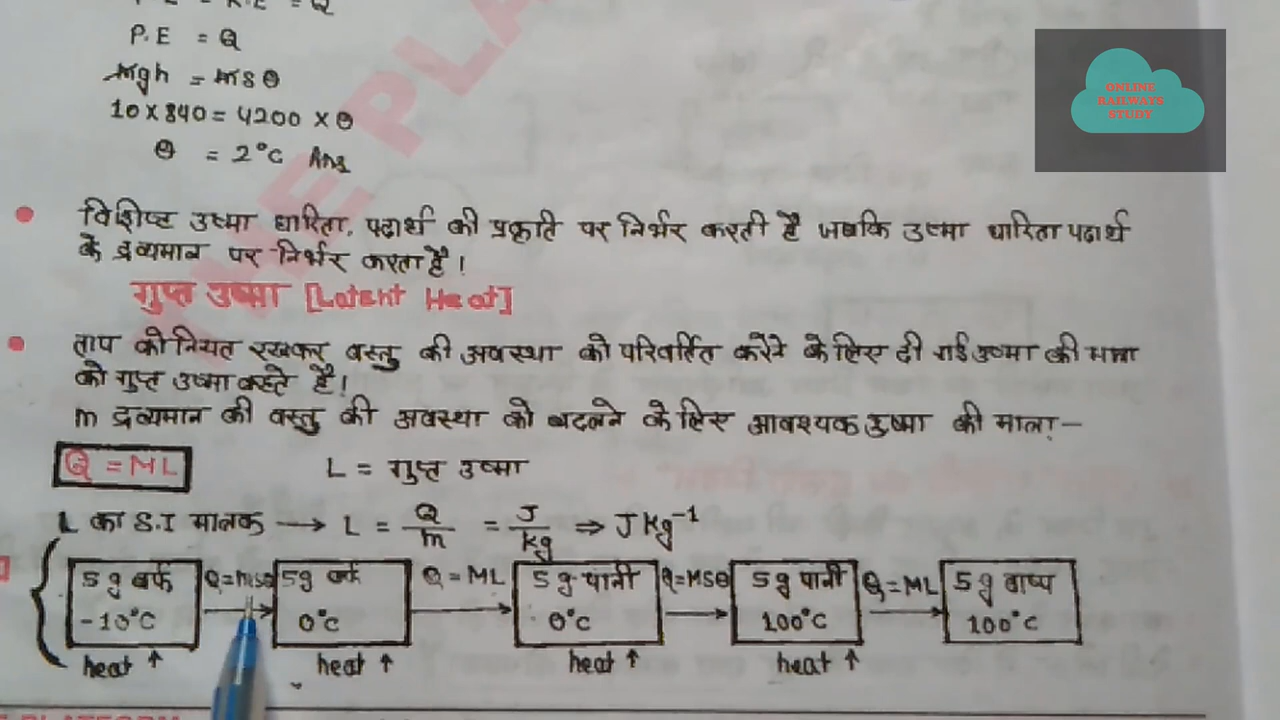 P.E = Q
mgh = msθ
10 x 840 = 4200 x θ
θ = 2°C Ans
ONLINE
RAILWAYS
STUDY
विशिष्ट उष्मा धारिता, पदार्थ की प्रकृति पर निर्भर करती है जबकि उष्मा धारिता पदार्थ
के द्रव्यमान पर निर्भर करता है।
गुप्त उष्मा [Latent Heat]
ताप को नियत रखकर वस्तु की अवस्था को परिवर्तित करने के लिए दी गई उष्मा की मात्रा
को गुप्त उष्मा कहते है।
m द्रव्यमान की वस्तु की अवस्था को बदलने के लिए आवश्यक उष्मा की मात्रा –
Q = ML L = गुप्त उष्मा
L का S.I मात्रक → L = Q/m = J/kg ⇒ J kg⁻¹
5g बर्फ Q=msθ 5g बर्फ Q = ML 5g पानी Q=MSθ 5g पानी Q = ML 5g वाष्प
-10°C → 0°C → 0°C → 100°C → 100°C
heat ↑ heat ↑ heat ↑ heat ↑